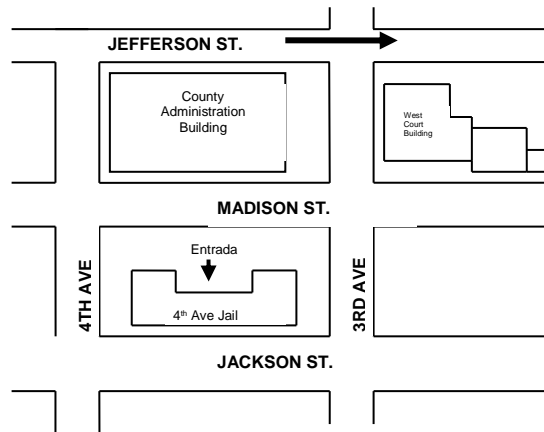 JEFFERSON ST.
County
Administration
Building
West
Court
Building
MADISON ST.
Entrada
4TH AVE
3RD AVE
4th Ave Jail
JACKSON ST.